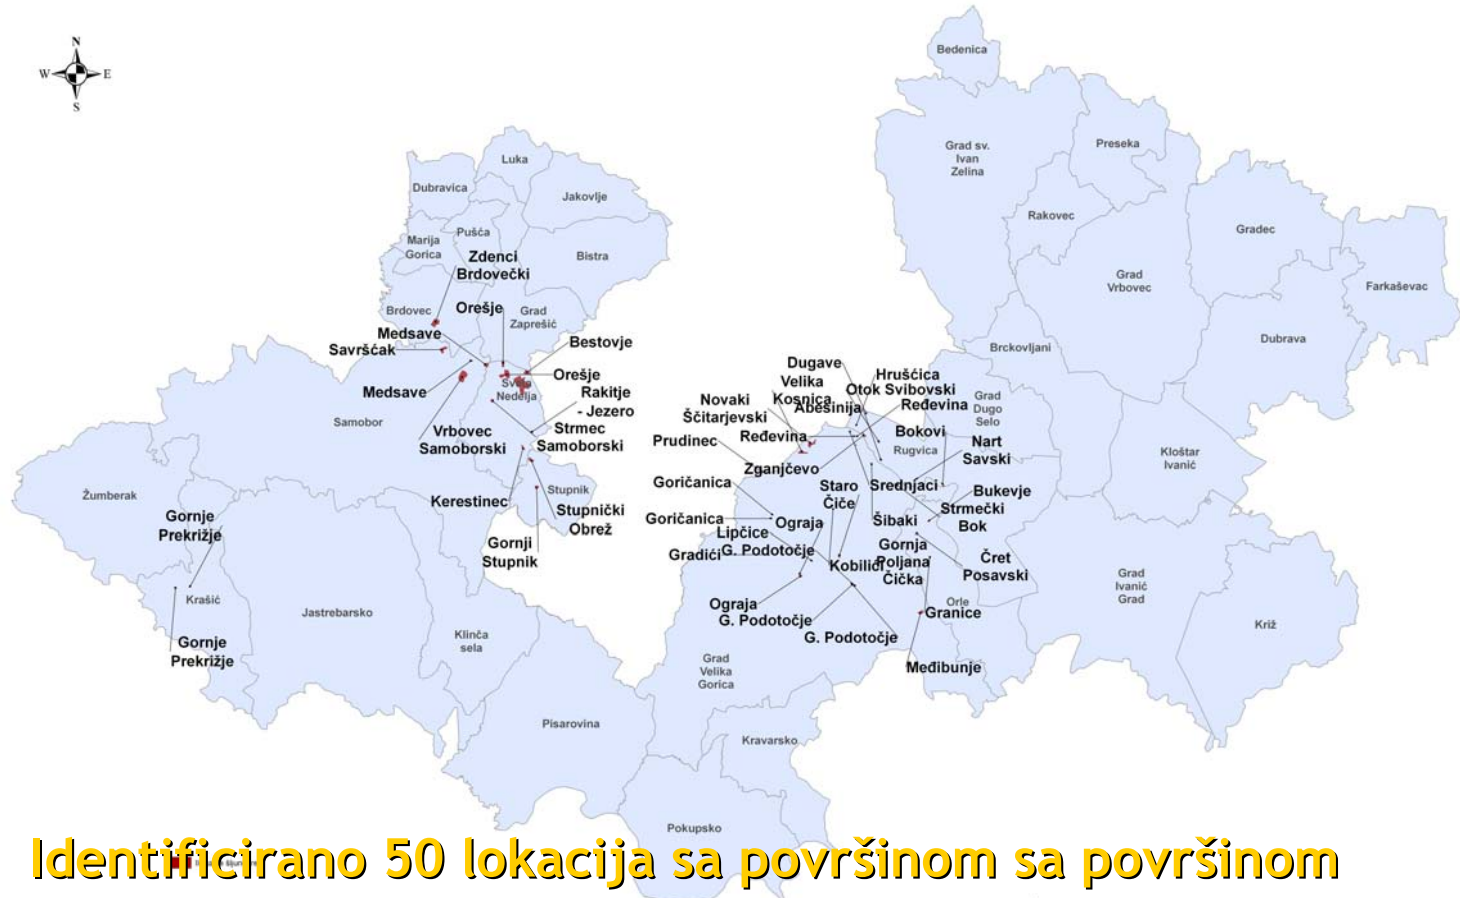 N
W E
S
Bedenica
Grad sv.
Ivan
Zelina
Preseka
Luka
Dubravica
Jakovlje
Rakovec
Gradec
Pušća
Marija
Gorica
Bistra
Zdenci
Brdovečki
Grad
Vrbovec
Farkaševac
Brdovec
Orešje
Grad
Zaprešić
Medsave
Savršćak
Bestovje
Brckovljani
Dubrava
Dugave
Orešje
Hrušćica
Velika
Kosnica
Otok Svibovski
Medsave
Sveta
Nedelja
Rakitje
- Jezero
Novaki
Ščitarjevski
Abesinija
Ređevina
Grad
Dugo
Selo
Samobor
Vrbovec
Samoborski
Strmec
Samoborski
Prudinec
Ređevina
Bokovi
Rugvica
Nart
Savski
Kloštar
Ivanić
Zganjčevo
Goričanica
Staro
Čiče
Srednjaci
Bukevje
Žumberak
Kerestinec
Stupnik
Stupnički
Obrež
Strmečki
Bok
Gornje
Prekrižje
Goričanica
Ograja
Šibaki
Lipčice
Gornji
Stupnik
Gradići
G. Podotočje
Kobilić
Gornja
Poljana
Čička
Čret
Posavski
Grad
Ivanić
Grad
Krašić
Jastrebarsko
Ograja
G. Podotočje
Orle
Granice
Križ
Gornje
Prekrižje
Klinča
sela
G. Podotočje
Međibunje
Grad
Velika
Gorica
Pisarovina
Kravarsko
Pokupsko
Identificirano 50 lokacija sa površinom sa površinom